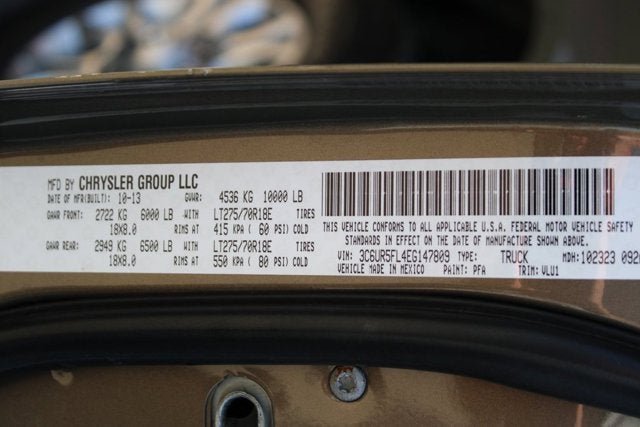 MFD BY CHRYSLER GROUP LLC
DATE OF MFR(BUILT): 10-13 GVWR: 4536 KG 10000 LB
GAWR FRONT: 2722 KG 6000 LB WITH LT275/70R18E TIRES
18X8.0 RIMS AT 415 KPA ( 60 PSI) COLD
GAWR REAR: 2949 KG 6500 LB WITH LT275/70R18E TIRES
18X8.0 RIMS AT 550 KPA ( 80 PSI) COLD
THIS VEHICLE CONFORMS TO ALL APPLICABLE U.S.A. FEDERAL MOTOR VEHICLE SAFETY
STANDARDS IN EFFECT ON THE DATE OF MANUFACTURE SHOWN ABOVE.
VIN: 3C6UR5FL4EG147809 TYPE: TRUCK MDH: 102323 092
VEHICLE MADE IN MEXICO PAINT: PFA TRIM: VLU1